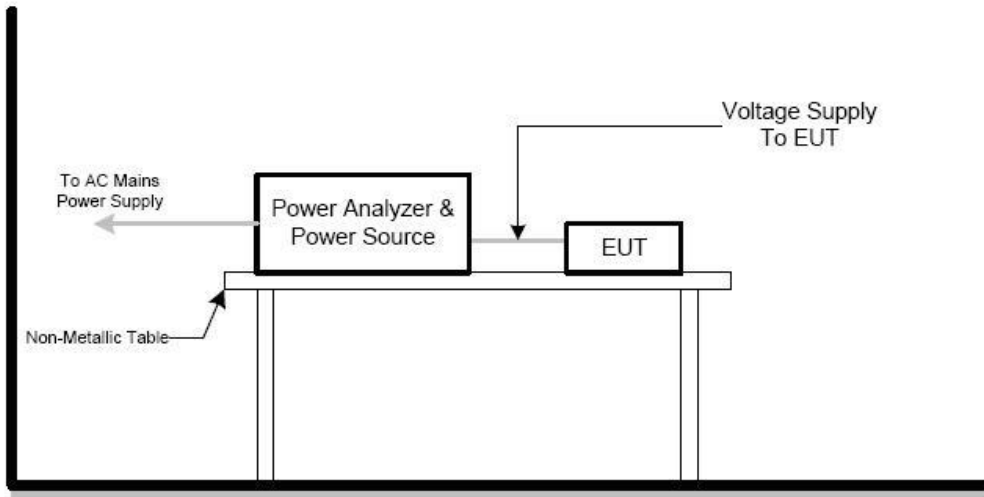 Voltage Supply
To EUT
To AC Mains
Power Supply
Power Analyzer &
Power Source
EUT
Non-Metallic Table